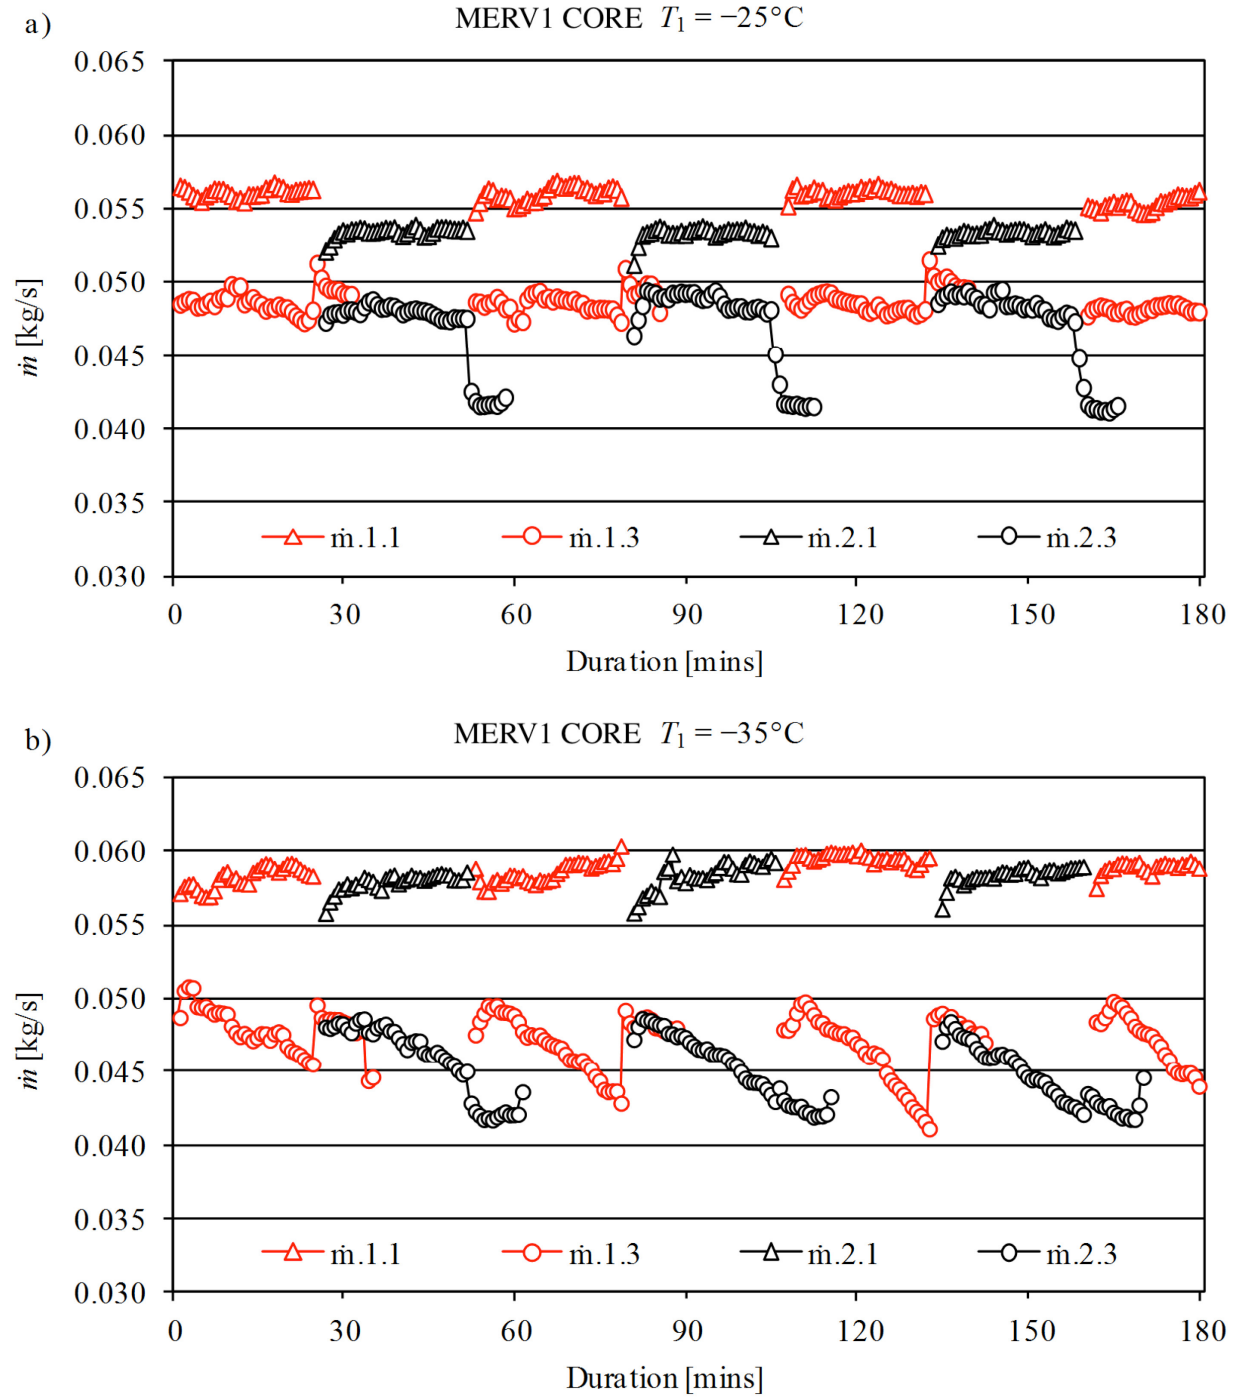 a)
MERV1 CORE T1 = −25°C
0.065
0.060
0.055
0.050
0.045
0.040
0.035
0.030
ṁ [kg/s]
ṁ.1.1 ṁ.1.3 ṁ.2.1 ṁ.2.3
0 30 60 90 120 150 180
Duration [mins]
b)
MERV1 CORE T1 = −35°C
0.065
0.060
0.055
0.050
0.045
0.040
0.035
0.030
ṁ [kg/s]
ṁ.1.1 ṁ.1.3 ṁ.2.1 ṁ.2.3
0 30 60 90 120 150 180
Duration [mins]